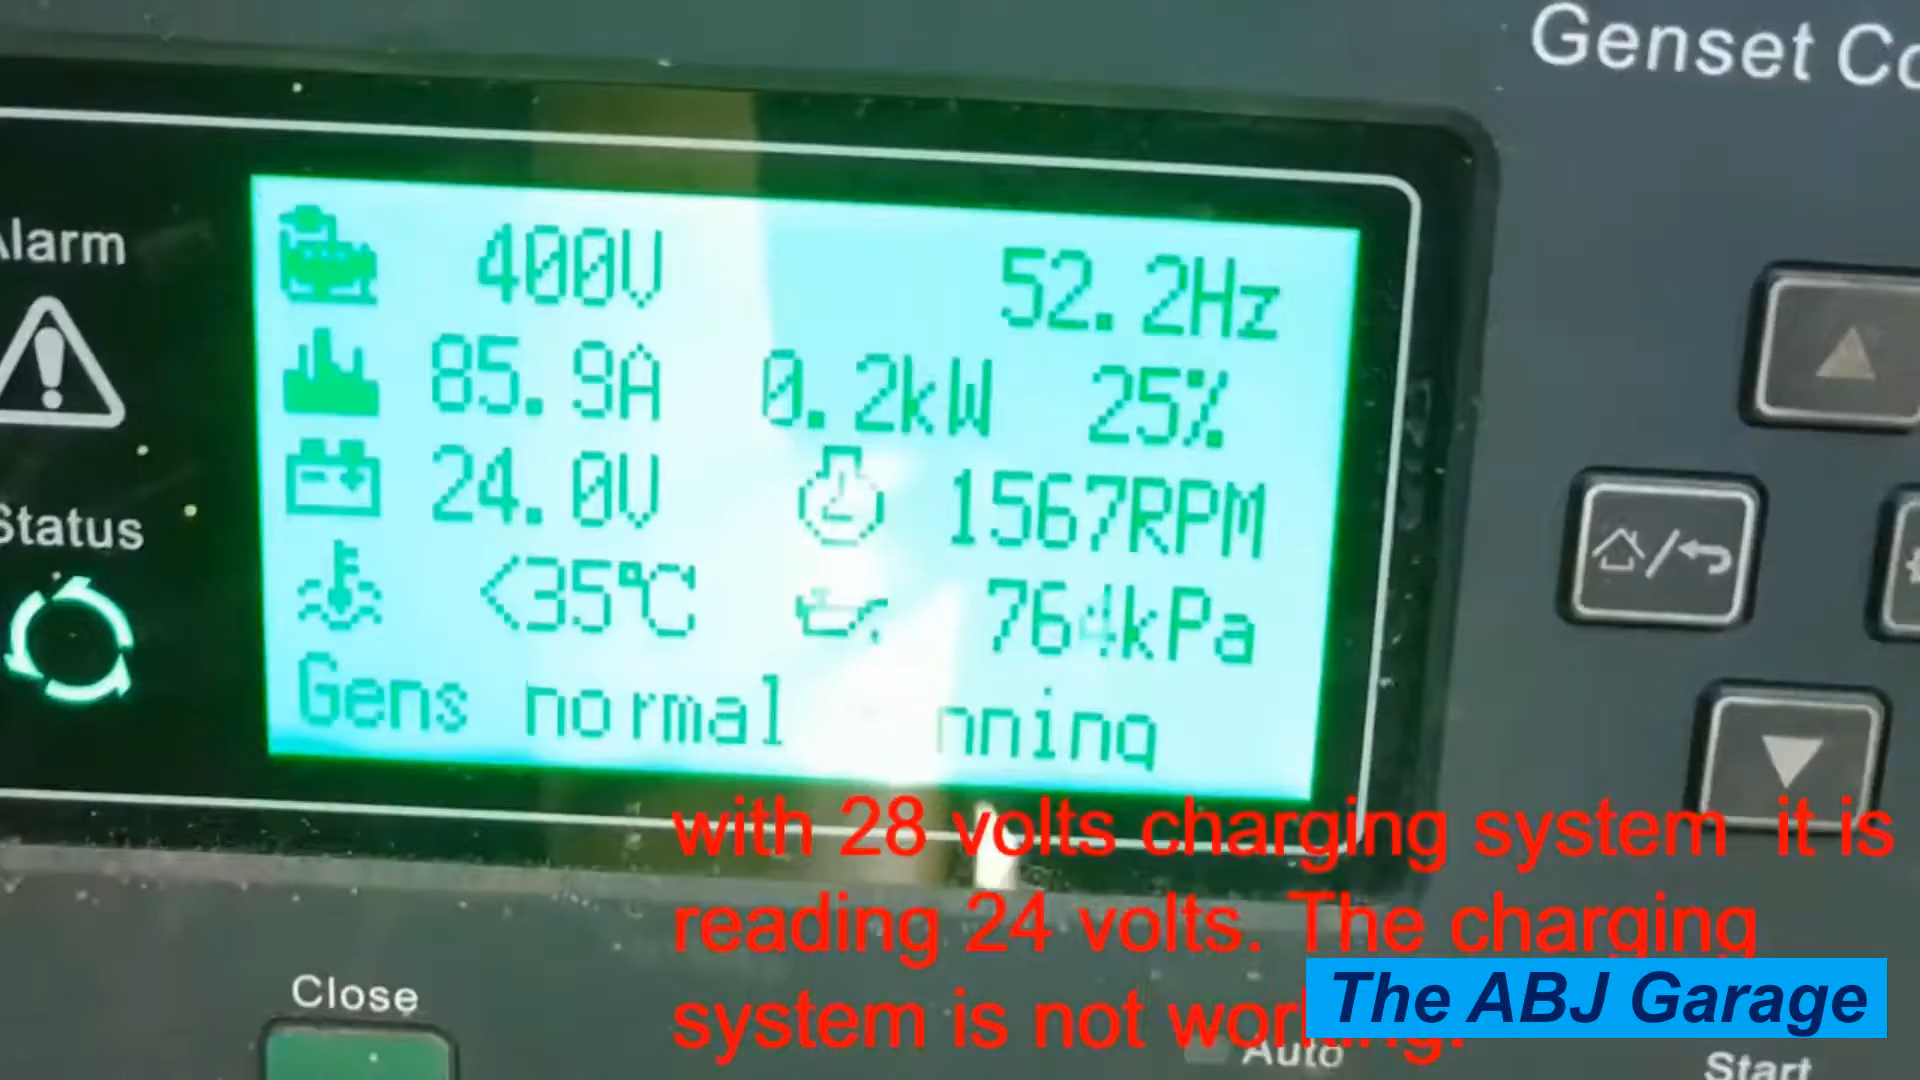 Genset Co
Alarm
400V 52.2Hz
85.9A 0.2kW 25%
24.0V 1567RPM
Status
<35℃ 764kPa
Gens normal nning
with 28 volts charging system it is
reading 24 volts. The charging
system is not working.
The ABJ Garage
Close
Auto
Start